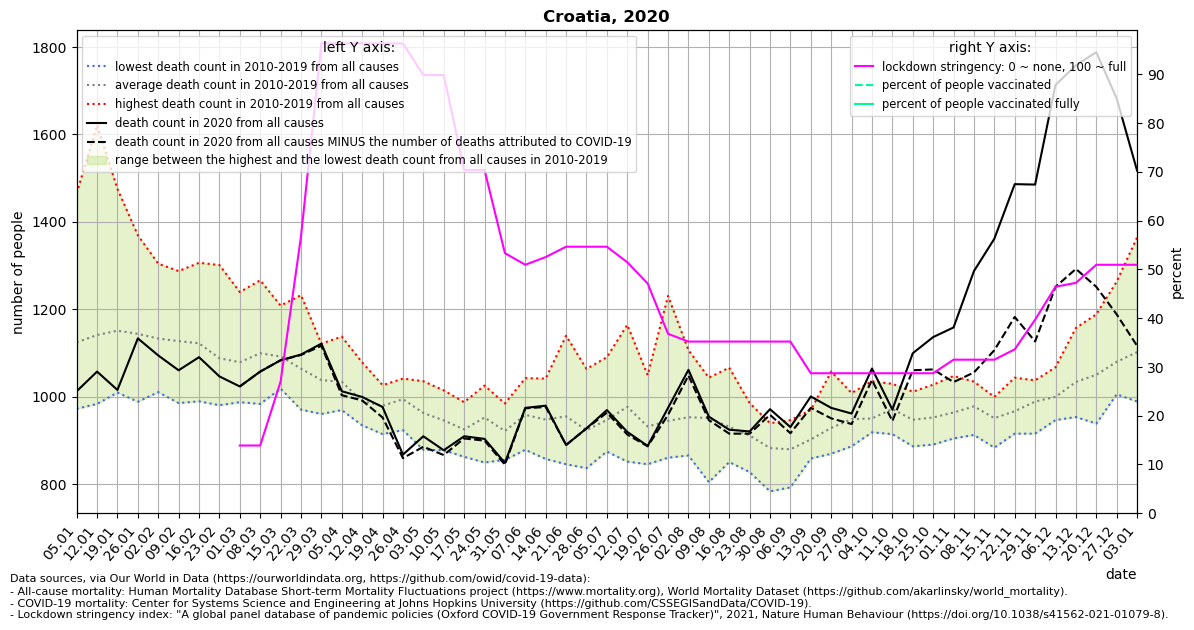 Croatia, 2020
left Y axis:
lowest death count in 2010-2019 from all causes
average death count in 2010-2019 from all causes
highest death count in 2010-2019 from all causes
death count in 2020 from all causes
death count in 2020 from all causes MINUS the number of deaths attributed to COVID-19
range between the highest and the lowest death count from all causes in 2010-2019
right Y axis:
lockdown stringency: 0 ~ none, 100 ~ full
percent of people vaccinated
percent of people vaccinated fully
number of people
1800
1600
1400
1200
1000
800
percent
90
80
70
60
50
40
30
20
10
0
05.01 12.01 19.01 26.01 02.02 09.02 16.02 23.02 01.03 08.03 15.03 22.03 29.03 05.04 12.04 19.04 26.04 03.05 10.05 17.05 24.05 31.05 07.06 14.06 21.06 28.06 05.07 12.07 19.07 26.07 02.08 09.08 16.08 23.08 30.08 06.09 13.09 20.09 27.09 04.10 11.10 18.10 25.10 01.11 08.11 15.11 22.11 29.11 06.12 13.12 20.12 27.12 03.01
date
Data sources, via Our World in Data (https://ourworldindata.org, https://github.com/owid/covid-19-data):
- All-cause mortality: Human Mortality Database Short-term Mortality Fluctuations project (https://www.mortality.org), World Mortality Dataset (https://github.com/akarlinsky/world_mortality).
- COVID-19 mortality: Center for Systems Science and Engineering at Johns Hopkins University (https://github.com/CSSEGISandData/COVID-19).
- Lockdown stringency index: "A global panel database of pandemic policies (Oxford COVID-19 Government Response Tracker)", 2021, Nature Human Behaviour (https://doi.org/10.1038/s41562-021-01079-8).